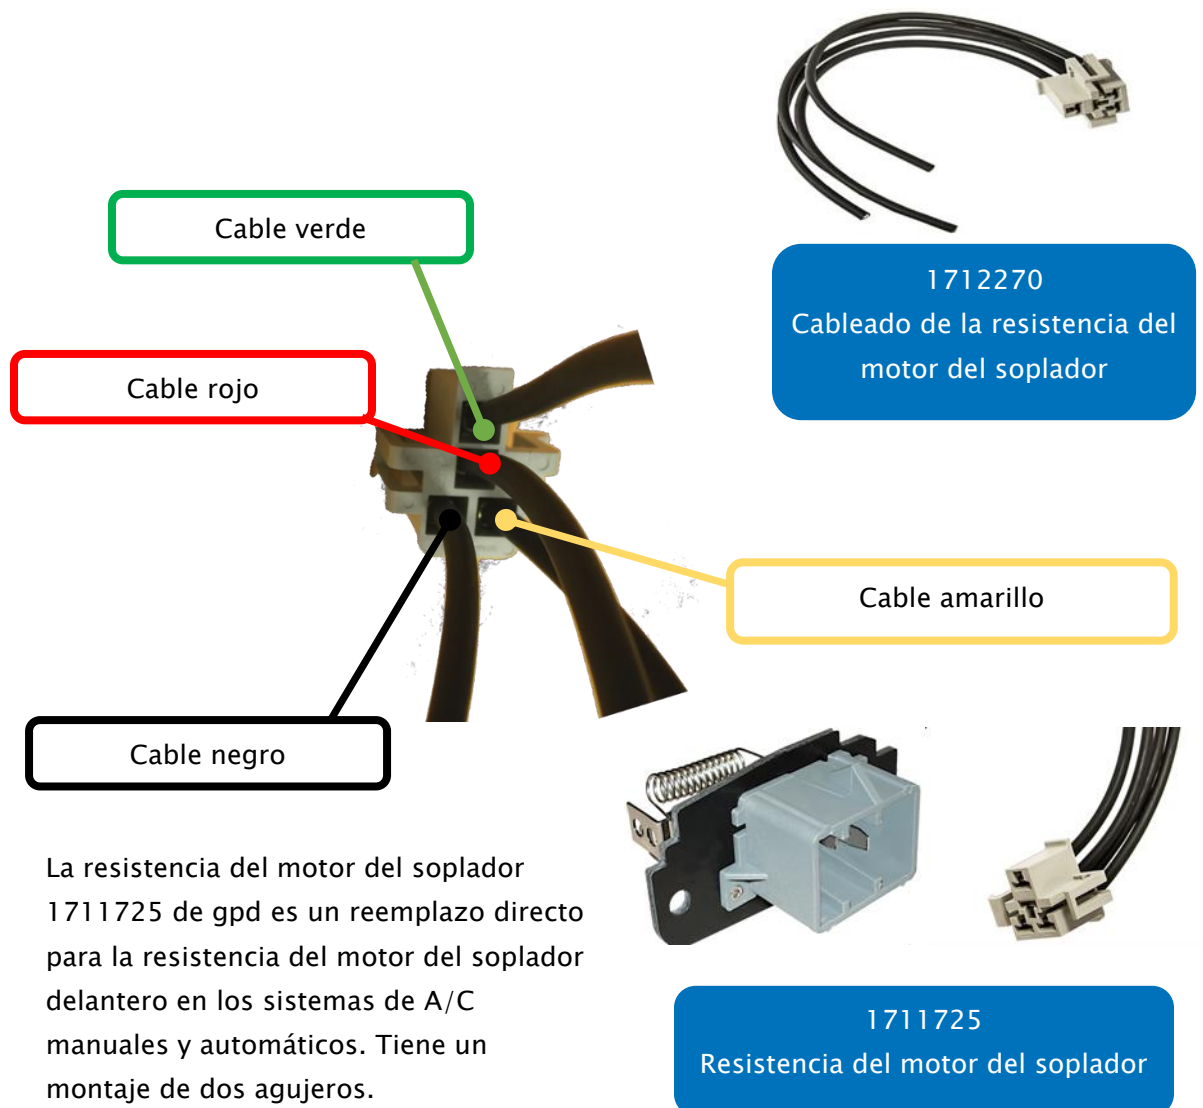 Cable verde
1712270
Cableado de la resistencia del
motor del soplador
Cable rojo
Cable amarillo
Cable negro
La resistencia del motor del soplador
1711725 de gpd es un reemplazo directo
para la resistencia del motor del soplador
delantero en los sistemas de A/C
manuales y automáticos. Tiene un
montaje de dos agujeros.
1711725
Resistencia del motor del soplador